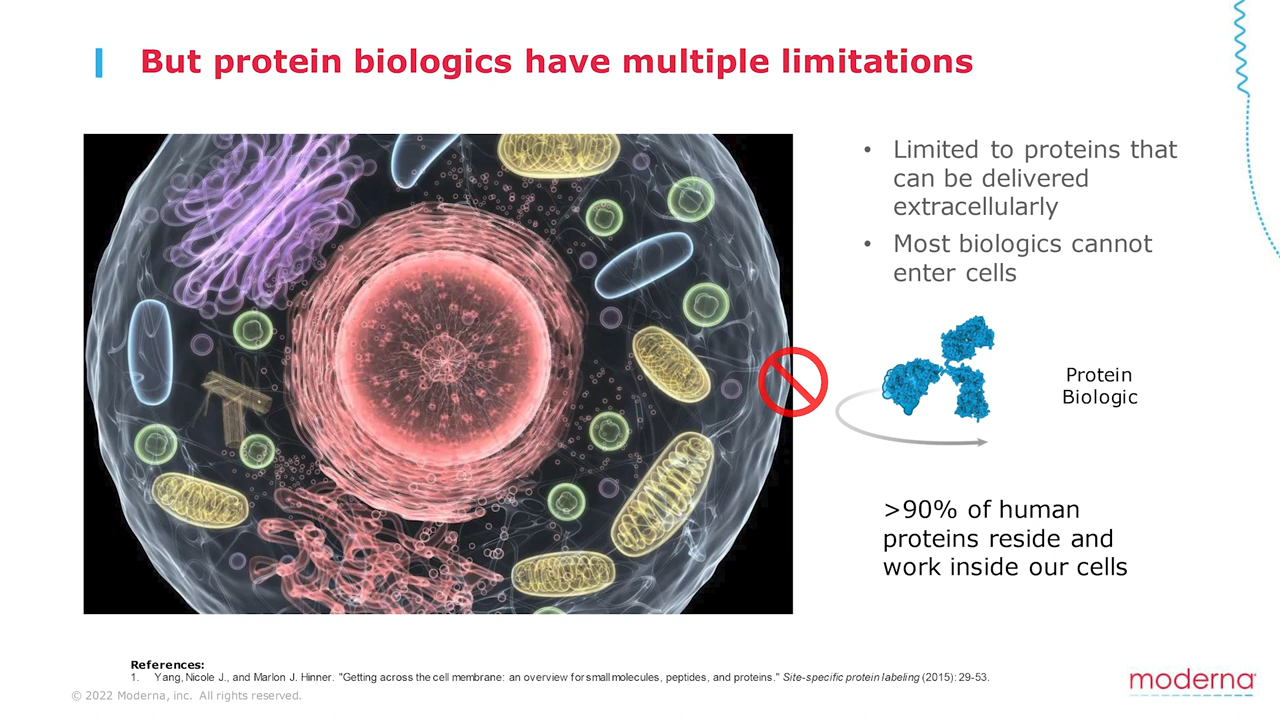 But protein biologics have multiple limitations
• Limited to proteins that
can be delivered
extracellularly
• Most biologics cannot
enter cells
Protein
Biologic
>90% of human
proteins reside and
work inside our cells
References:
1. Yang, Nicole J., and Marlon J. Hinner. "Getting across the cell membrane: an overview for small molecules, peptides, and proteins." Site-specific protein labeling (2015): 29-53.
© 2022 Moderna, inc. All rights reserved.
moderna